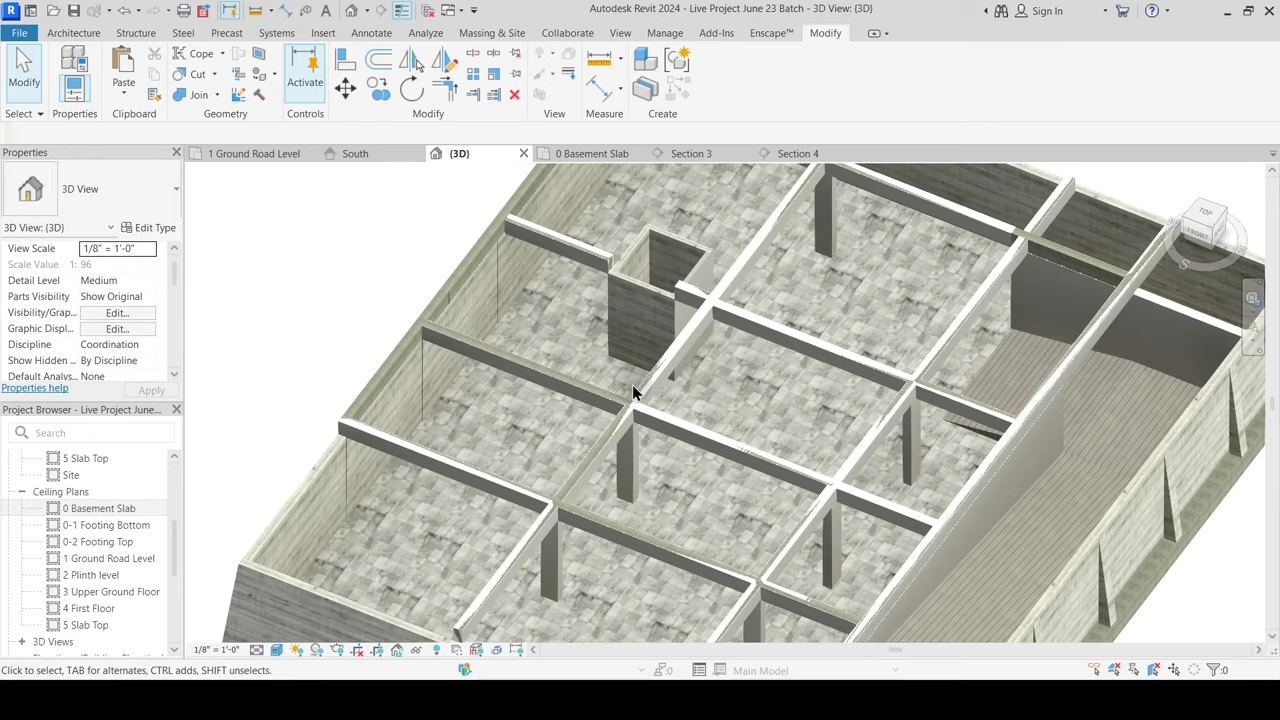 Autodesk Revit 2024 - Live Project June 23 Batch - 3D View: {3D}
Sign In
File Architecture Structure Steel Precast Systems Insert Annotate Analyze Massing & Site Collaborate View Manage Add-Ins Enscape™ Modify
Modify
Paste
Cope
Cut
Join
Activate
Select Properties Clipboard Geometry Controls Modify View Measure Create
Properties
1 Ground Road Level
South
{3D}
0 Basement Slab
Section 3
Section 4
3D View
3D View: {3D}
Edit Type
View Scale 1/8" = 1'-0"
Scale Value 1: 96
Detail Level Medium
Parts Visibility Show Original
Visibility/Grap... Edit...
Graphic Displ... Edit...
Discipline Coordination
Show Hidden ... By Discipline
Default Analys... None
Properties help
Apply
Project Browser - Live Project June...
Search
5 Slab Top
Site
Ceiling Plans
0 Basement Slab
0-1 Footing Bottom
0-2 Footing Top
1 Ground Road Level
2 Plinth level
3 Upper Ground Floor
4 First Floor
5 Slab Top
3D Views
TOP
FRONT
S
1/8" = 1'-0"
Click to select, TAB for alternates, CTRL adds, SHIFT unselects.
:0
Main Model
:0